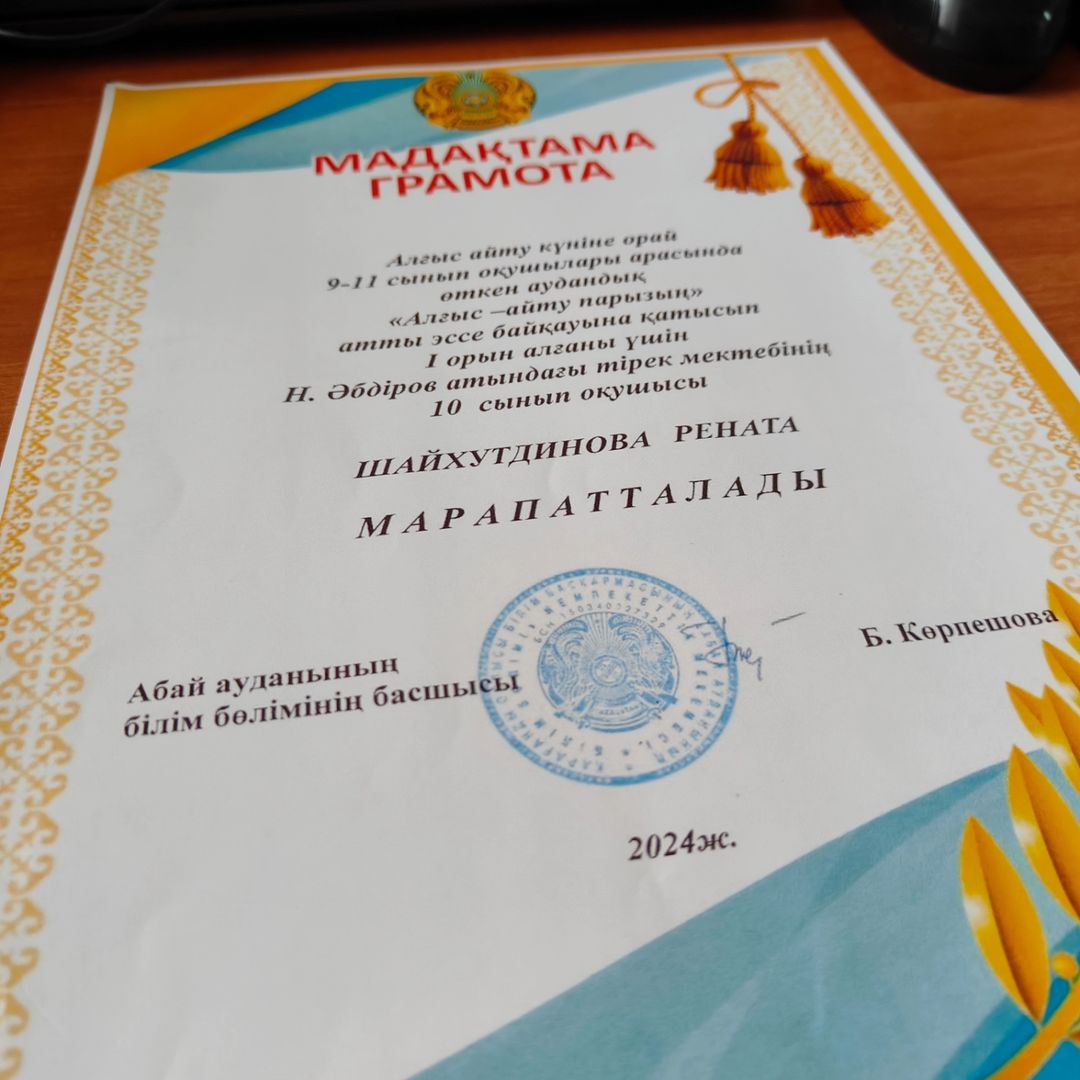 МАДАҚТАМА
ГРАМОТА
Алғыс айту күніне орай
9-11 сынып оқушылары арасында
өткен аудандық
«Алғыс –айту парызың»
атты эссе байқауына қатысып
I орын алғаны үшін
Н. Әбдіров атындағы тірек мектебінің
10 сынып оқушысы
ШАЙХУТДИНОВА РЕНАТА
МАРАПАТТАЛАДЫ
Абай ауданының
білім бөлімінің басшысы
Б. Көрпешова
2024ж.